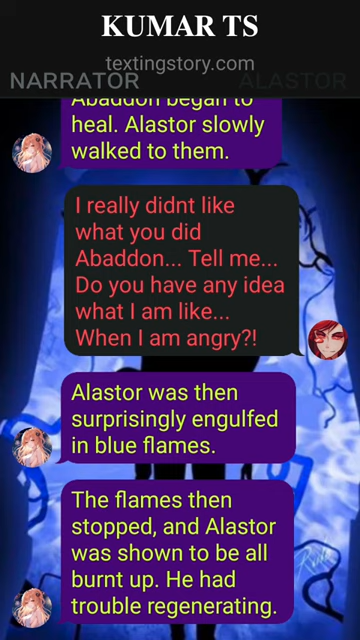 KUMAR TS
textingstory.com
NARRATOR
ALASTOR
Abaddon began to
heal. Alastor slowly
walked to them.
I really didnt like
what you did
Abaddon... Tell me...
Do you have any idea
what I am like...
When I am angry?!
Alastor was then
surprisingly engulfed
in blue flames.
The flames then
stopped, and Alastor
was shown to be all
burnt up. He had
trouble regenerating.